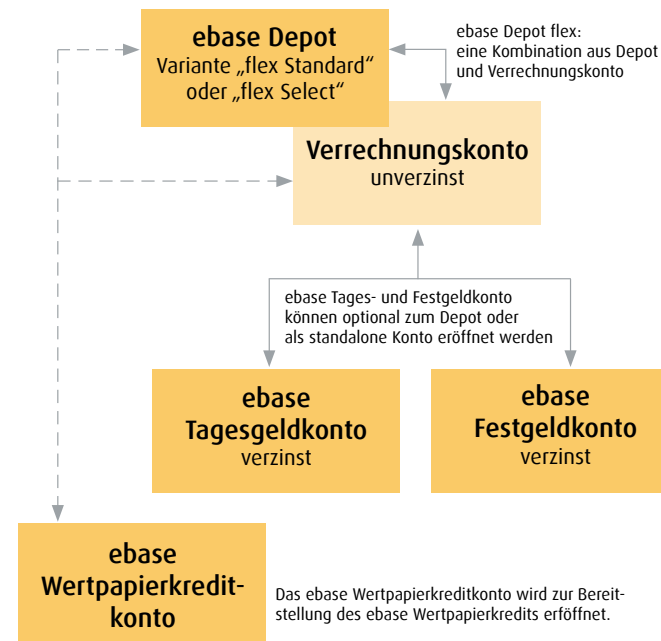 ebase Depot
Variante „flex Standard“
oder „flex Select“
ebase Depot flex:
eine Kombination aus Depot
und Verrechnungskonto
Verrechnungskonto
unverzinst
ebase Tages- und Festgeldkonto
können optional zum Depot oder
als standalone Konto eröffnet werden
ebase
Tagesgeldkonto
verzinst
ebase
Festgeldkonto
verzinst
ebase
Wertpapierkredit-
konto
Das ebase Wertpapierkreditkonto wird zur Bereit-
stellung des ebase Wertpapierkredits eröffnet.